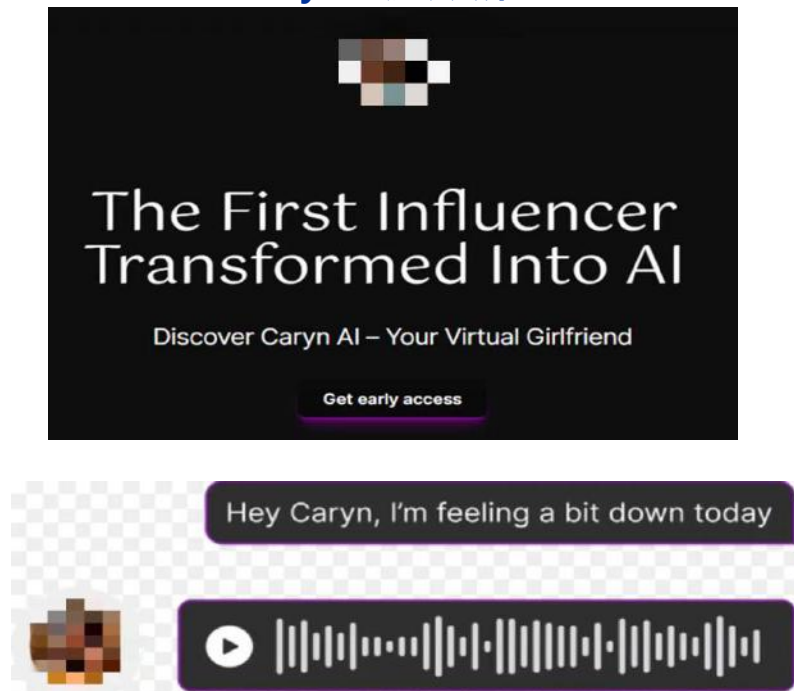 The First Influencer
Transformed Into AI
Discover Caryn AI – Your Virtual Girlfriend
Get early access
Hey Caryn, I'm feeling a bit down today